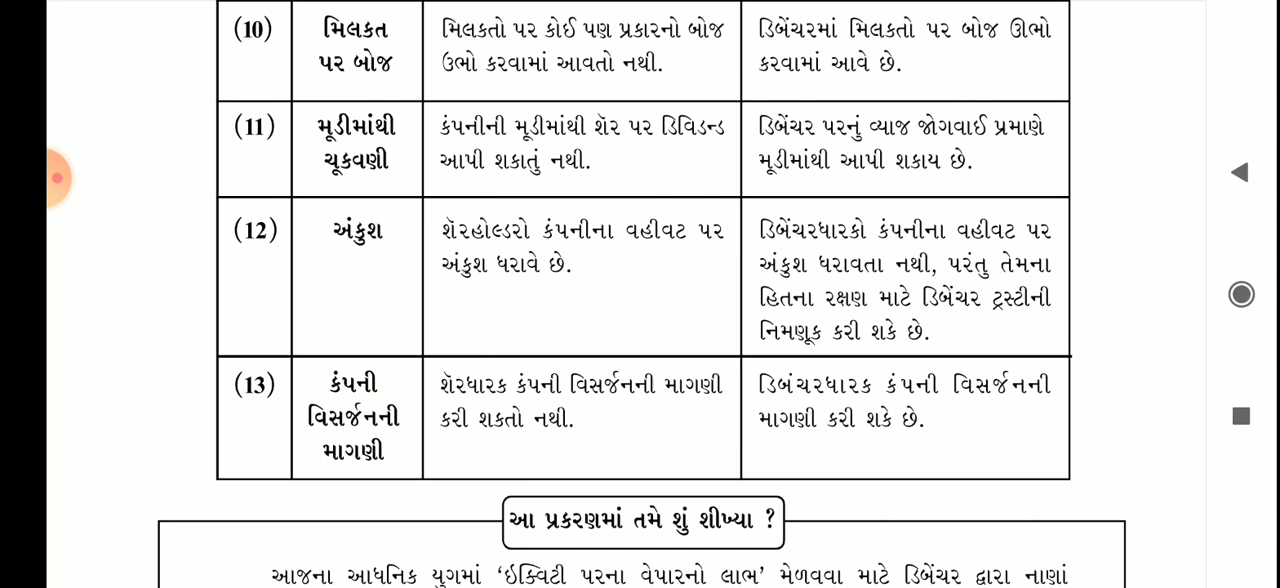 (10) મિલકત પર બોજ
મિલકતો પર કોઈ પણ પ્રકારનો બોજ
ઉભો કરવામાં આવતો નથી.
ડિબેંચરમાં મિલકતો પર બોજ ઊભો
કરવામાં આવે છે.
(11) મૂડીમાંથી
ચૂકવણી
કંપનીની મૂડીમાંથી શૅર પર ડિવિડન્ડ
આપી શકાતું નથી.
ડિબેંચર પરનું વ્યાજ જોગવાઈ પ્રમાણે
મૂડીમાંથી આપી શકાય છે.
(12) અંકુશ
શૅરહોલ્ડરો કંપનીના વહીવટ પર
અંકુશ ધરાવે છે.
ડિબેંચરધારકો કંપનીના વહીવટ પર
અંકુશ ધરાવતા નથી, પરંતુ તેમના
હિતના રક્ષણ માટે ડિબેંચર ટ્રસ્ટીની
નિમણૂક કરી શકે છે.
(13) કંપની
વિસર્જનની
માગણી
શૅરધારક કંપની વિસર્જનની માગણી
કરી શકતો નથી.
ડિબંચરધારક કંપની વિસર્જનની
માગણી કરી શકે છે.
આ પ્રકરણમાં તમે શું શીખ્યા ?
આજના આધનિક યુગમાં ‘ઇક્વિટી પરના વેપારનો લાભ’ મેળવવા માટે ડિબેંચર દ્વારા નાણાં